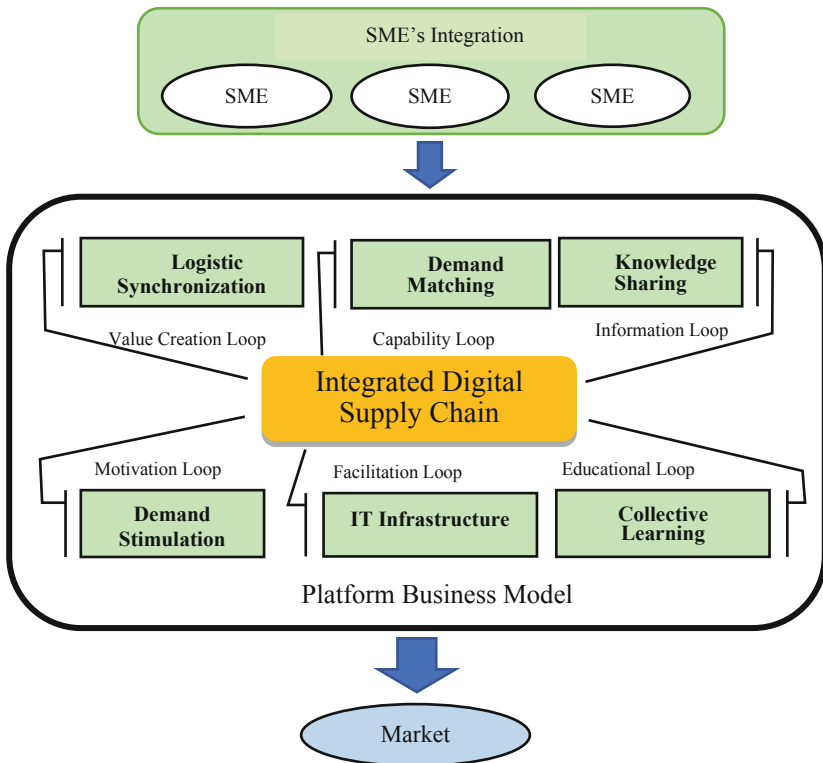 SME's Integration
SME SME SME
Logistic
Synchronization
Demand
Matching
Knowledge
Sharing
Value Creation Loop
Capability Loop
Information Loop
Integrated Digital
Supply Chain
Motivation Loop
Facilitation Loop
Educational Loop
Demand
Stimulation
IT Infrastructure
Collective
Learning
Platform Business Model
Market